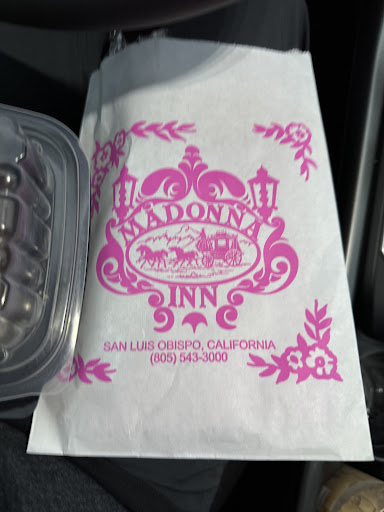 MADONNA
INN
SAN LUIS OBISPO, CALIFORNIA
(805) 543-3000